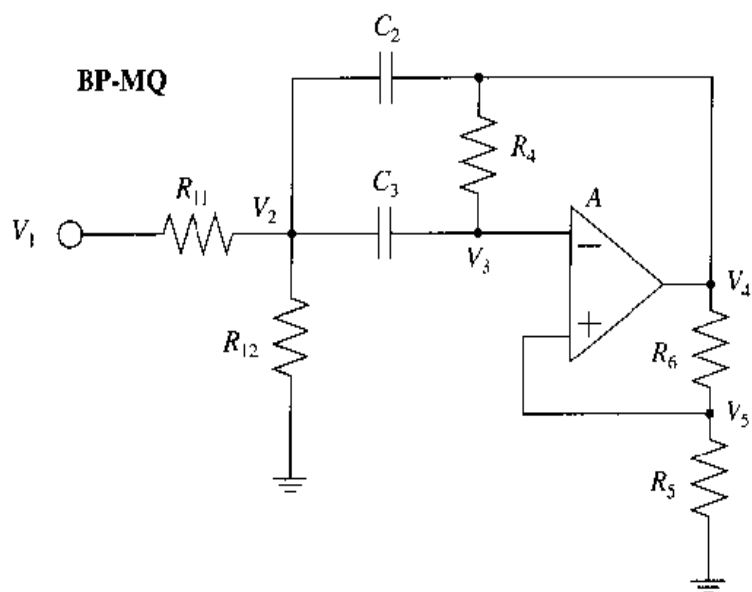 C₂
BP-MQ
R₄
R₁₁
C₃
A
V₁
V₂
V₃
−
V₄
+
R₁₂
R₆
V₅
R₅